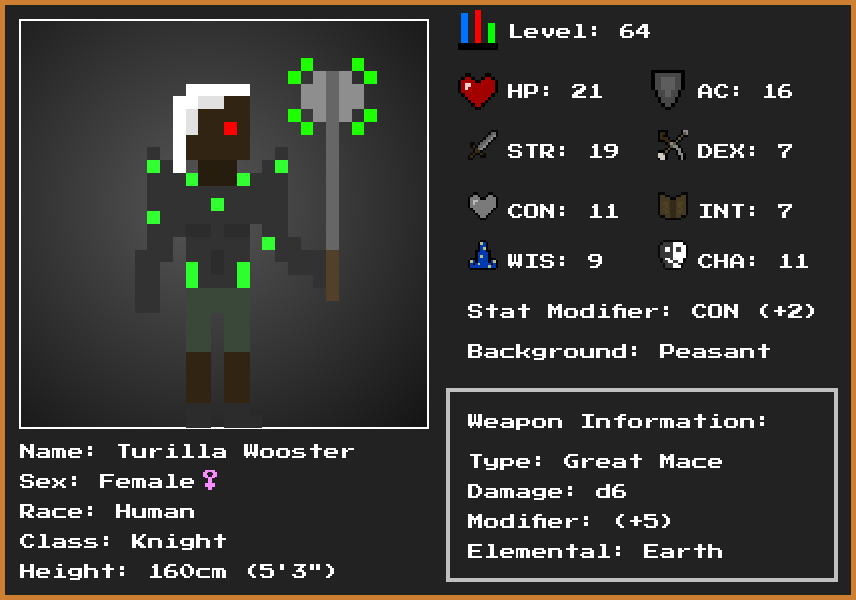 Level: 64
HP: 21
AC: 16
STR: 19
DEX: 7
CON: 11
INT: 7
WIS: 9
CHA: 11
Stat Modifier: CON (+2)
Background: Peasant
Weapon Information:
Type: Great Mace
Damage: d6
Modifier: (+5)
Elemental: Earth
Name: Turilla Wooster
Sex: Female♀
Race: Human
Class: Knight
Height: 160cm (5'3")